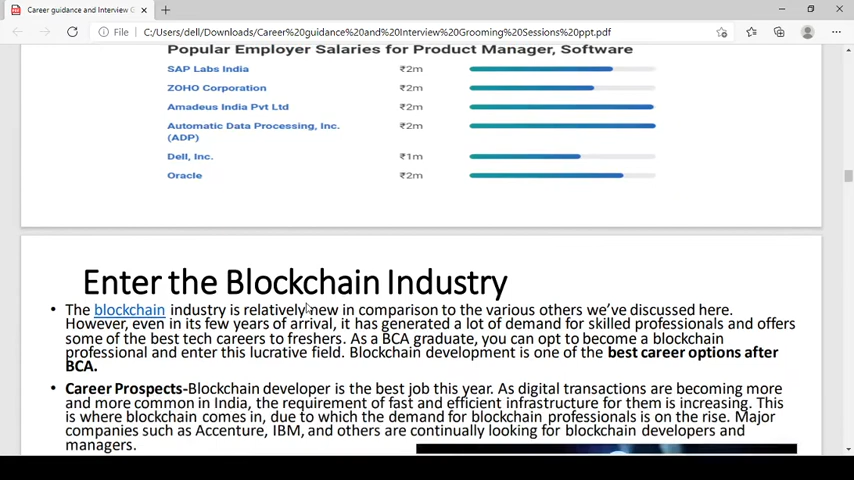 Career guidance and Interview G
File
C:/Users/dell/Downloads/Career%20guidance%20and%20Interview%20Grooming%20Sessions%20ppt.pdf
Popular Employer Salaries for Product Manager, Software
SAP Labs India ₹2m
ZOHO Corporation ₹2m
Amadeus India Pvt Ltd ₹2m
Automatic Data Processing, Inc. ₹2m
(ADP)
Dell, Inc. ₹1m
Oracle ₹2m
Enter the Blockchain Industry
• The blockchain industry is relatively new in comparison to the various others we've discussed here.
However, even in its few years of arrival, it has generated a lot of demand for skilled professionals and offers
some of the best tech careers to freshers. As a BCA graduate, you can opt to become a blockchain
professional and enter this lucrative field. Blockchain development is one of the best career options after
BCA.
• Career Prospects-Blockchain developer is the best job this year. As digital transactions are becoming more
and more common in India, the requirement of fast and efficient infrastructure for them is increasing. This
is where blockchain comes in, due to which the demand for blockchain professionals is on the rise. Major
companies such as Accenture, IBM, and others are continually looking for blockchain developers and
managers.